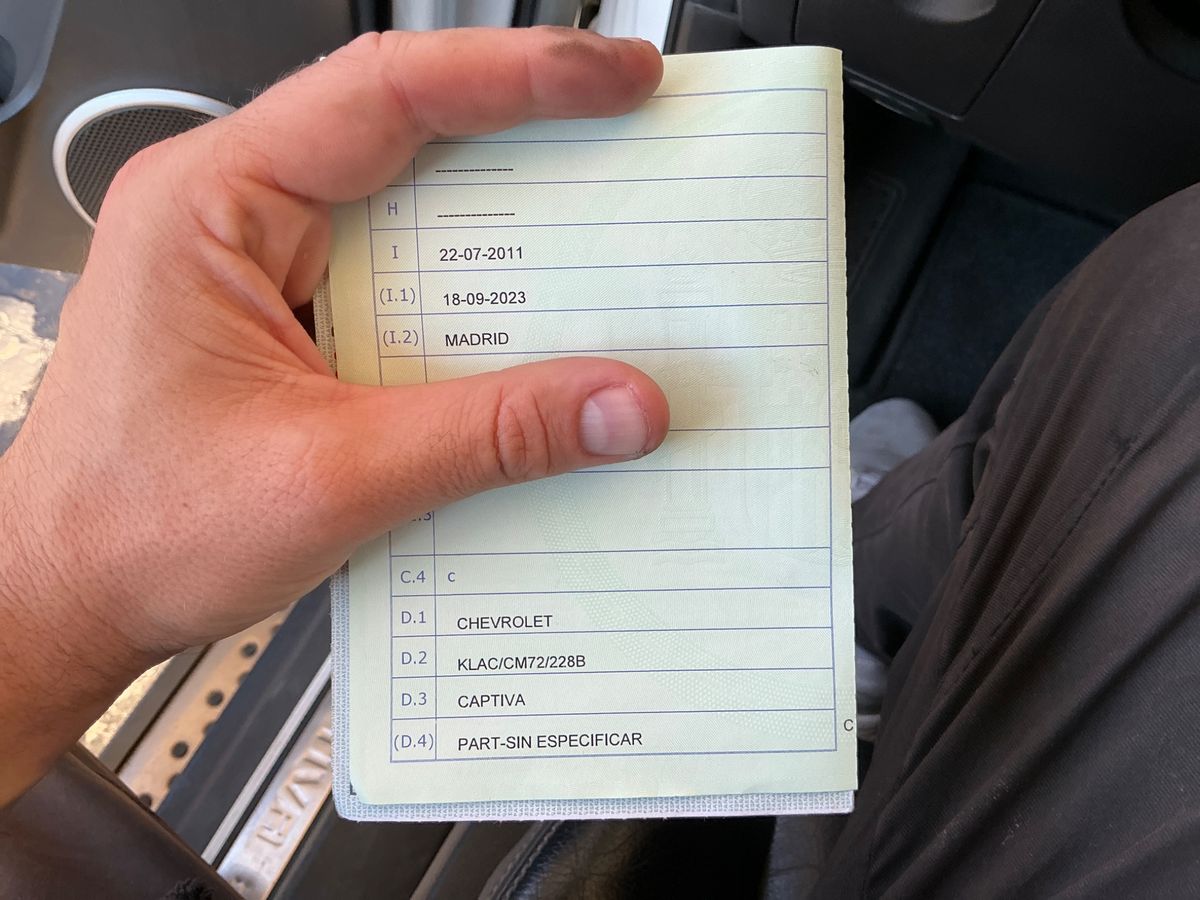 --------------
H --------------
I 22-07-2011
(I.1) 18-09-2023
(I.2) MADRID
C.4 c
D.1 CHEVROLET
D.2 KLAC/CM72/228B
D.3 CAPTIVA
(D.4) PART-SIN ESPECIFICAR
C